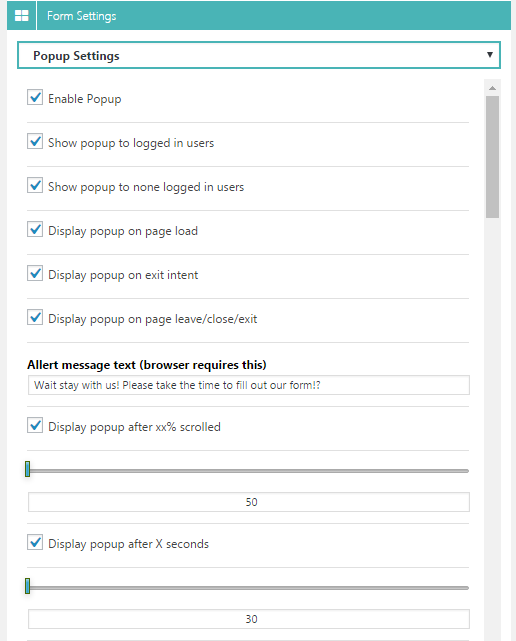 Form Settings
Popup Settings
Enable Popup
Show popup to logged in users
Show popup to none logged in users
Display popup on page load
Display popup on exit intent
Display popup on page leave/close/exit
Allert message text (browser requires this)
Wait stay with us! Please take the time to fill out our form!?
Display popup after xx% scrolled
50
Display popup after X seconds
30